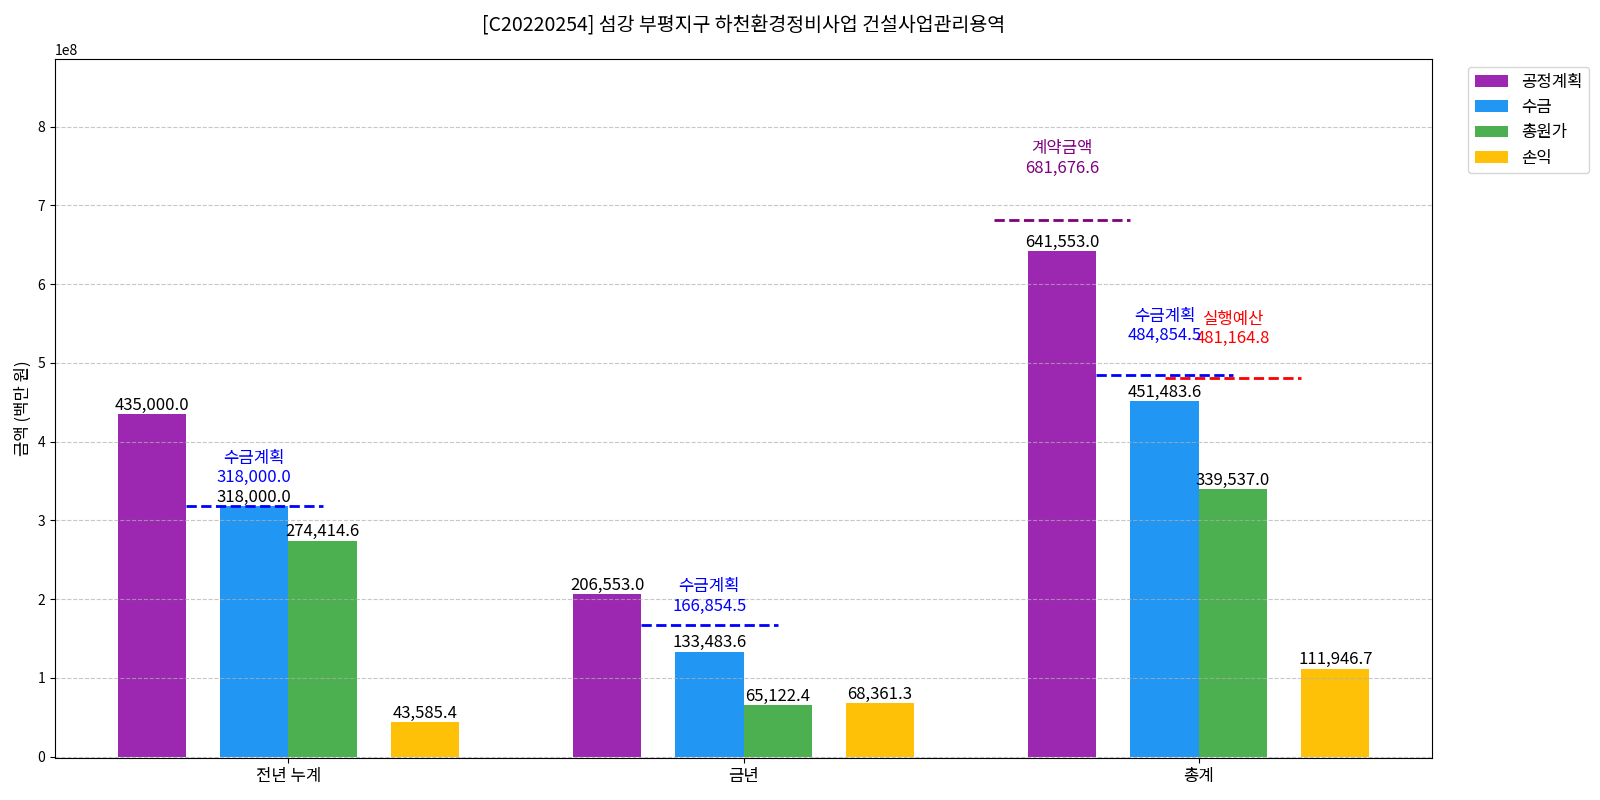 [C20220254] 섬강 부평지구 하천환경정비사업 건설사업관리용역
1e8
공정계획
수금
총원가
손익
금액 (백만 원)
8
7
6
5
4
3
2
1
0
435,000.0
수금계획
318,000.0
318,000.0
274,414.6
43,585.4
206,553.0
수금계획
166,854.5
133,483.6
65,122.4
68,361.3
계약금액
681,676.6
641,553.0
수금계획
484,854.5
실행예산
481,164.8
451,483.6
339,537.0
111,946.7
전년 누계
금년
총계